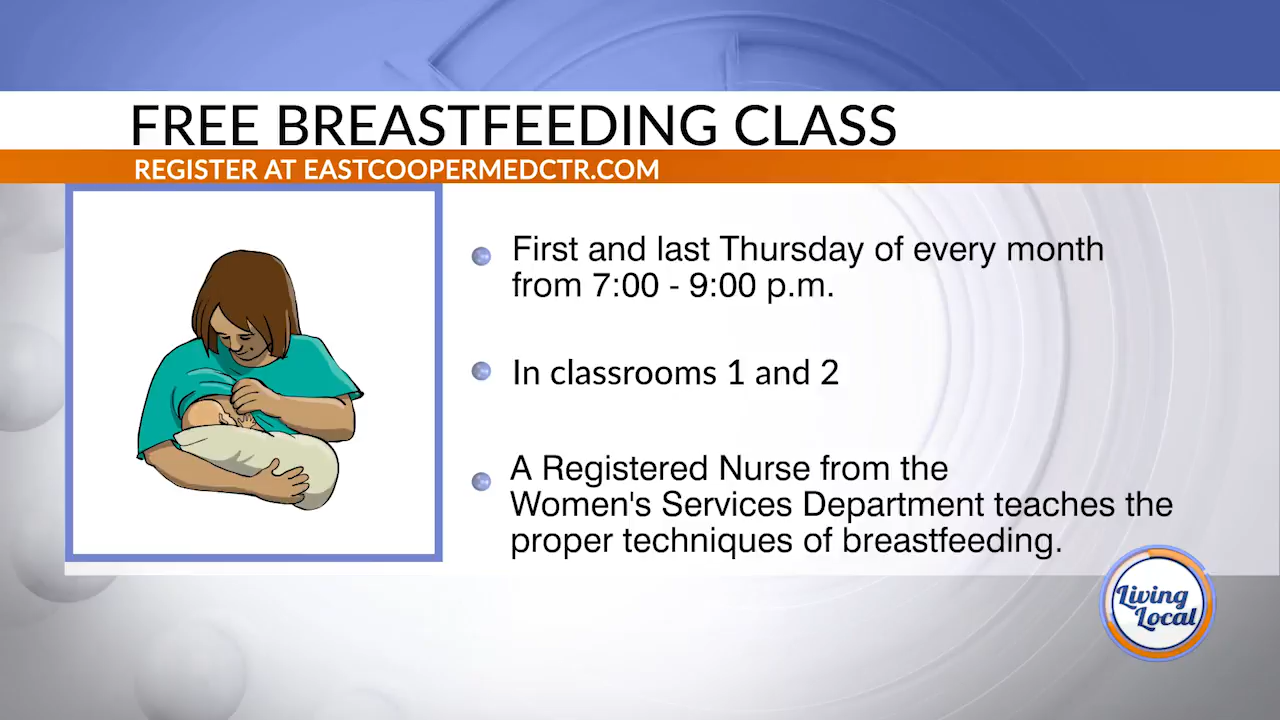 FREE BREASTFEEDING CLASS
REGISTER AT EASTCOOPERMEDCTR.COM
First and last Thursday of every month
from 7:00 - 9:00 p.m.
In classrooms 1 and 2
A Registered Nurse from the
Women's Services Department teaches the
proper techniques of breastfeeding.
Living
Local